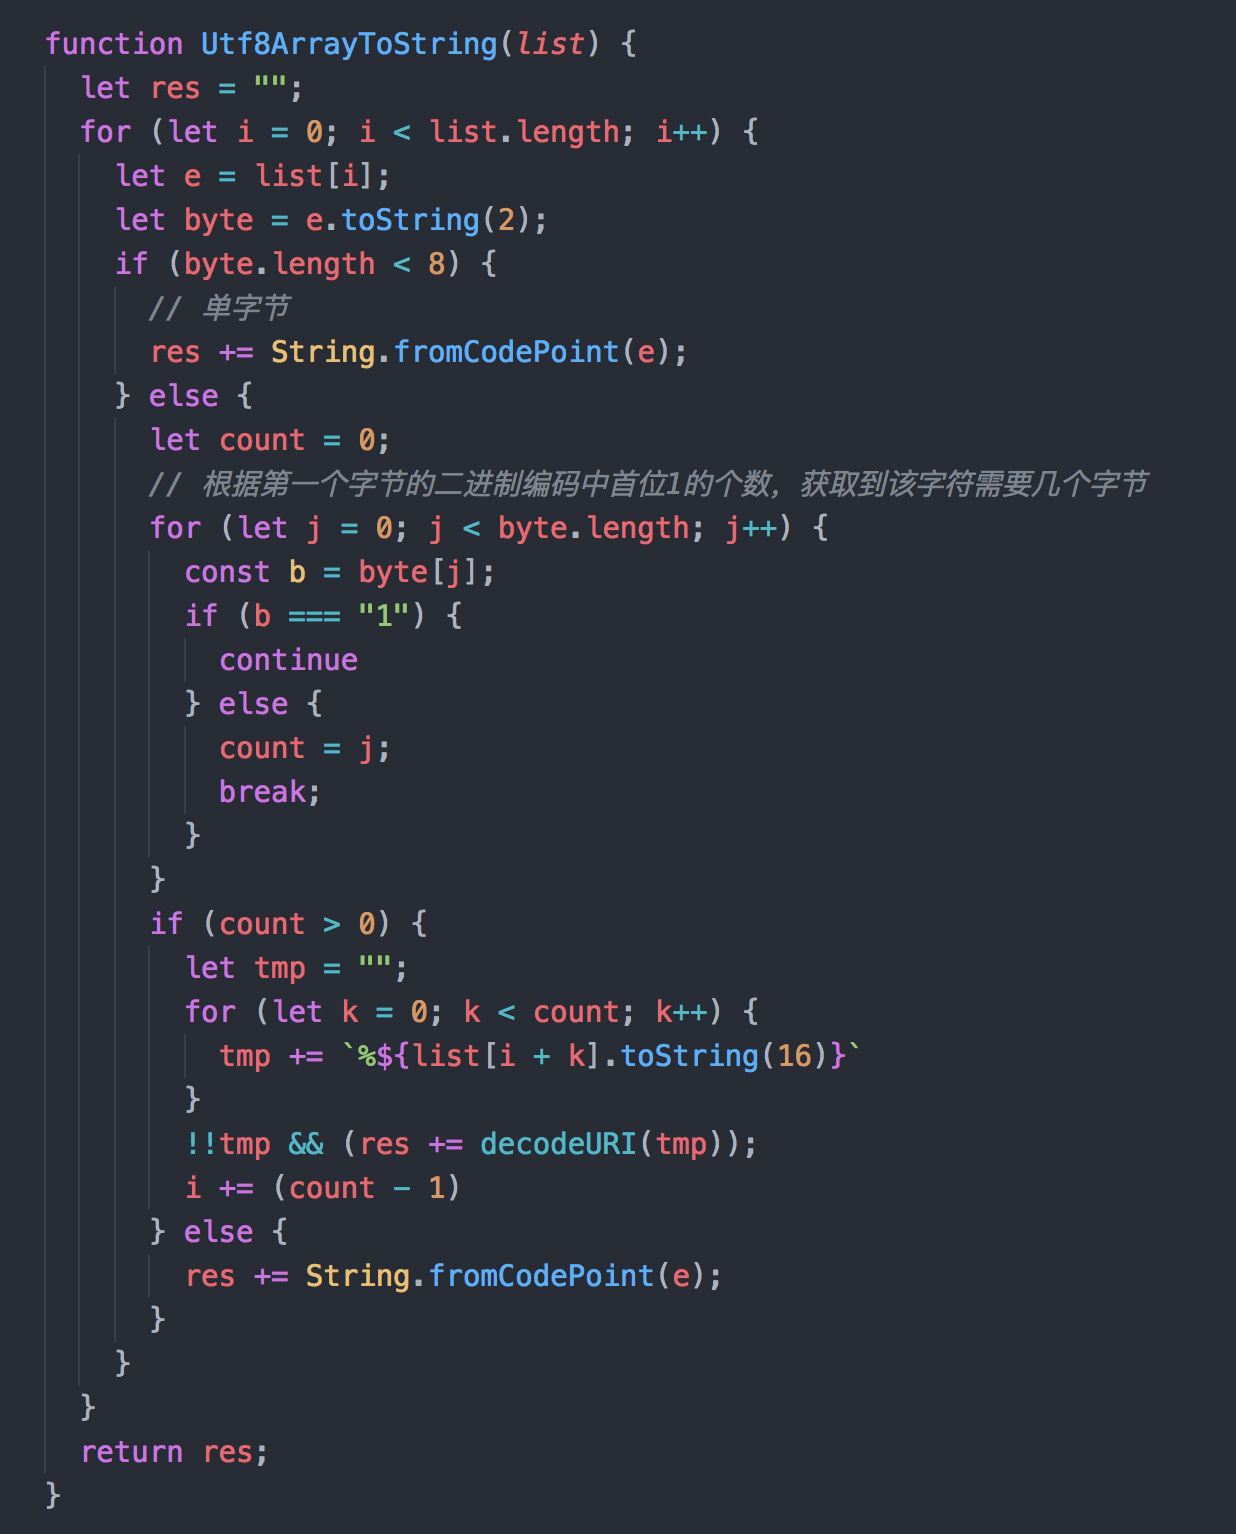 function Utf8ArrayToString(list) {
  let res = "";
  for (let i = 0; i < list.length; i++) {
    let e = list[i];
    let byte = e.toString(2);
    if (byte.length < 8) {
      // 单字节
      res += String.fromCodePoint(e);
    } else {
      let count = 0;
      // 根据第一个字节的二进制编码中首位1的个数，获取到该字符需要几个字节
      for (let j = 0; j < byte.length; j++) {
        const b = byte[j];
        if (b === "1") {
          continue
        } else {
          count = j;
          break;
        }
      }
      if (count > 0) {
        let tmp = "";
        for (let k = 0; k < count; k++) {
          tmp += `%${list[i + k].toString(16)}`
        }
        !!tmp && (res += decodeURI(tmp));
        i += (count - 1)
      } else {
        res += String.fromCodePoint(e);
      }
    }
  }
  return res;
}